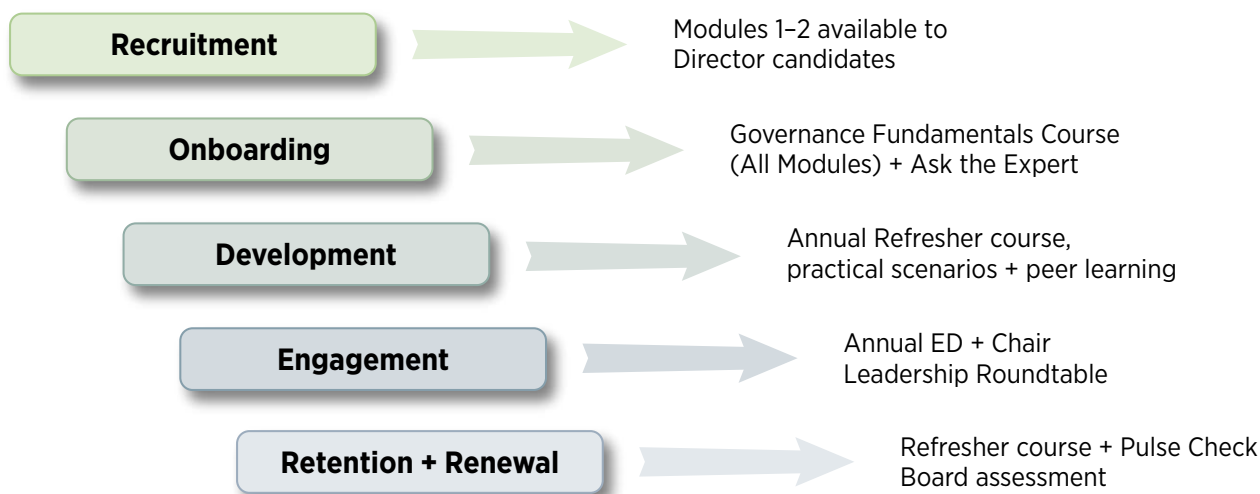 Recruitment
Modules 1–2 available to
Director candidates
Onboarding
Governance Fundamentals Course
(All Modules) + Ask the Expert
Development
Annual Refresher course,
practical scenarios + peer learning
Engagement
Annual ED + Chair
Leadership Roundtable
Retention + Renewal
Refresher course + Pulse Check
Board assessment